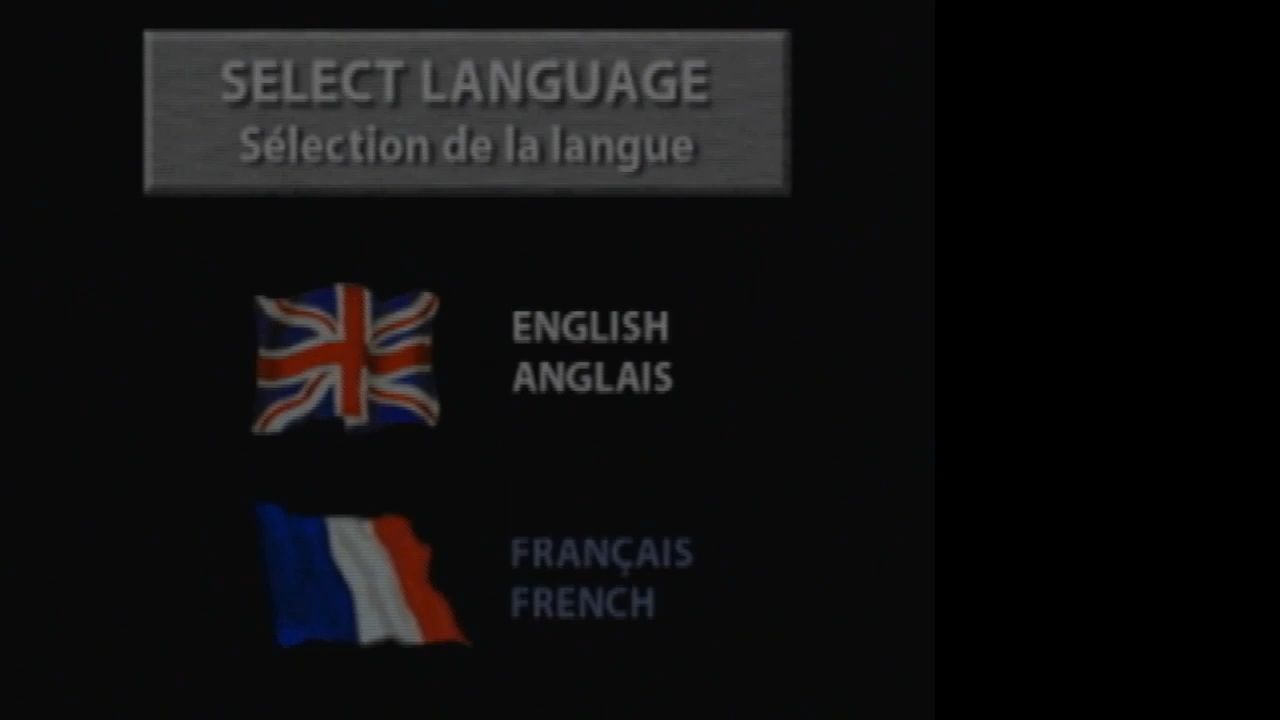 SELECT LANGUAGE
Sélection de la langue
ENGLISH
ANGLAIS
FRANÇAIS
FRENCH